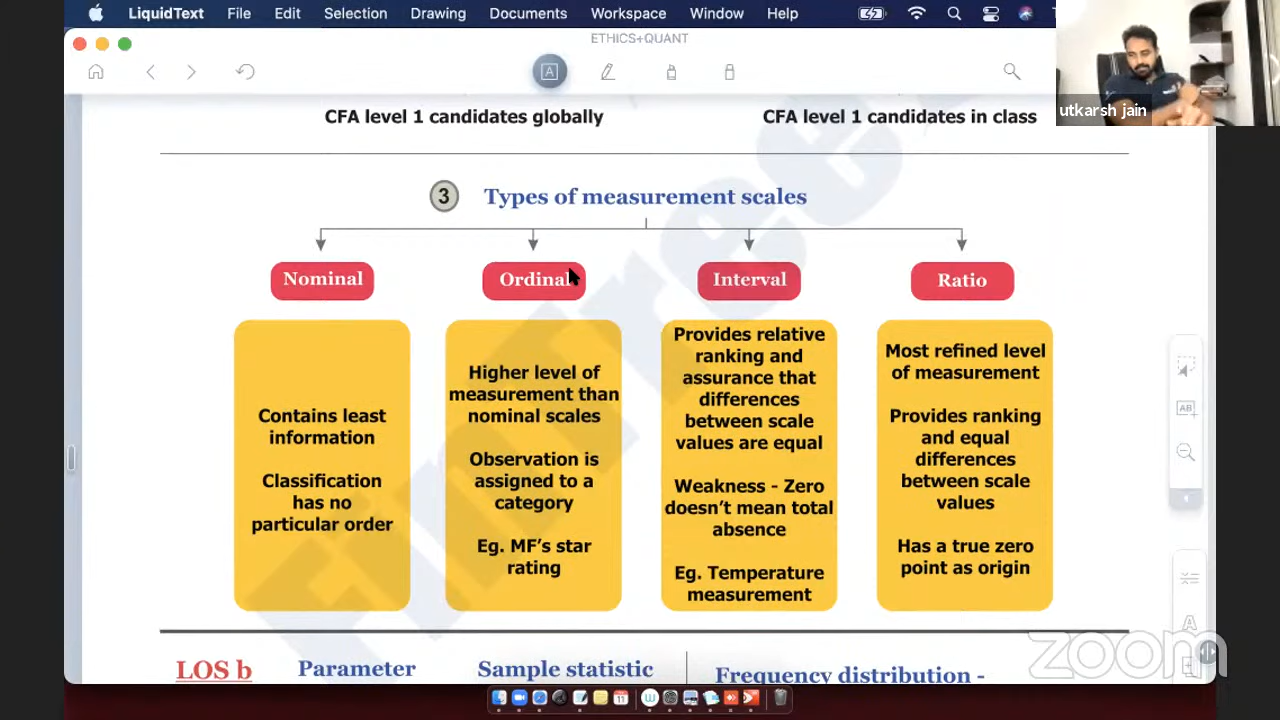 LiquidText File Edit Selection Drawing Documents Workspace Window Help
ETHICS+QUANT
A
utkarsh jain
CFA level 1 candidates globally
CFA level 1 candidates in class
3 Types of measurement scales
Nominal
Ordinal
Interval
Ratio
Contains least
information
Classification
has no
particular order
Higher level of
measurement than
nominal scales
Observation is
assigned to a
category
Eg. MF's star
rating
Provides relative
ranking and
assurance that
differences
between scale
values are equal
Weakness - Zero
doesn't mean total
absence
Eg. Temperature
measurement
Most refined level
of measurement
Provides ranking
and equal
differences
between scale
values
Has a true zero
point as origin
FinTree
AB
A
zoom
LOS b
Parameter
Sample statistic
Frequency distribution -
11